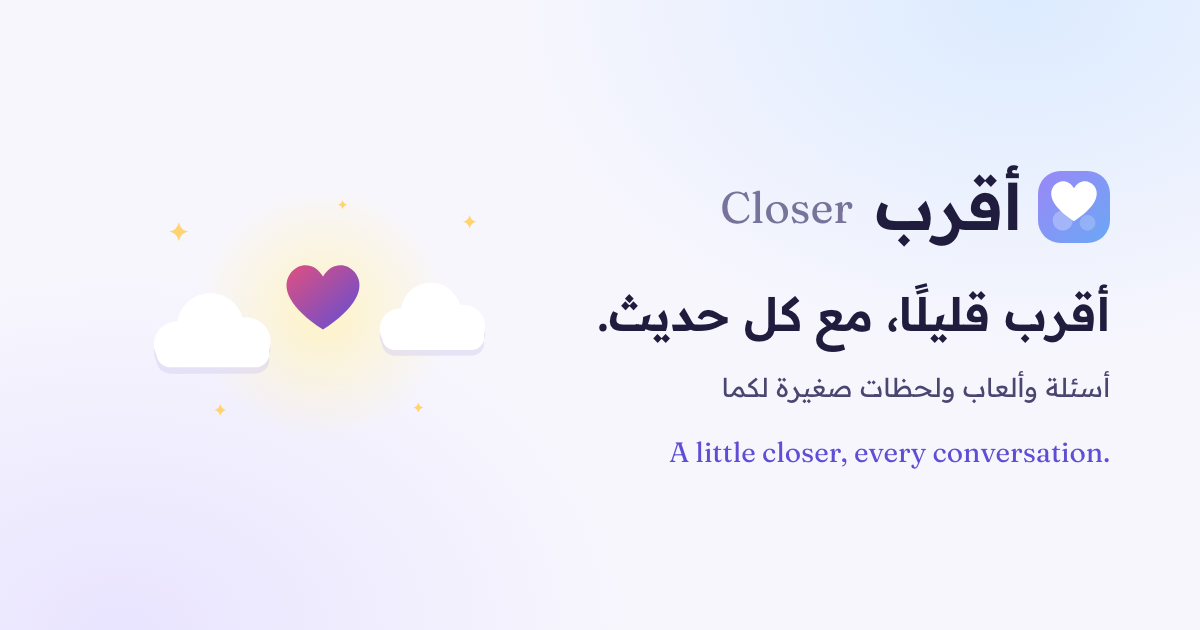 أقرب Closer
أقرب قليلًا، مع كل حديث.
أسئلة وألعاب ولحظات صغيرة لكما
A little closer, every conversation.